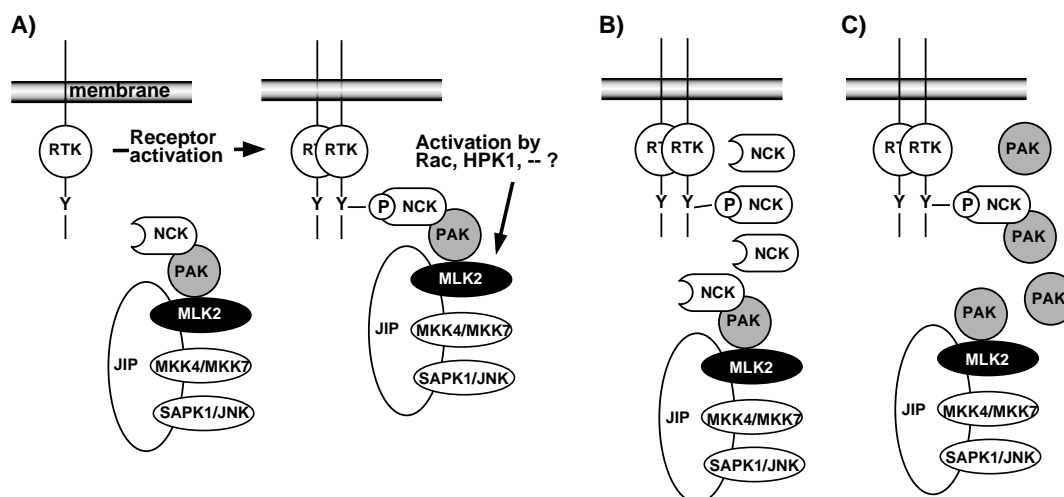 A)
membrane
RTK
Receptor
activation
Y
NCK
PAK
MLK2
JIP
MKK4/MKK7
SAPK1/JNK
RTK
Activation by
Rac, HPK1, -- ?
Y
Y
P
NCK
PAK
MLK2
JIP
MKK4/MKK7
SAPK1/JNK
B)
RTK
NCK
Y
Y
P
NCK
NCK
NCK
PAK
MLK2
JIP
MKK4/MKK7
SAPK1/JNK
C)
RTK
PAK
Y
Y
P
NCK
PAK
PAK
PAK
MLK2
JIP
MKK4/MKK7
SAPK1/JNK